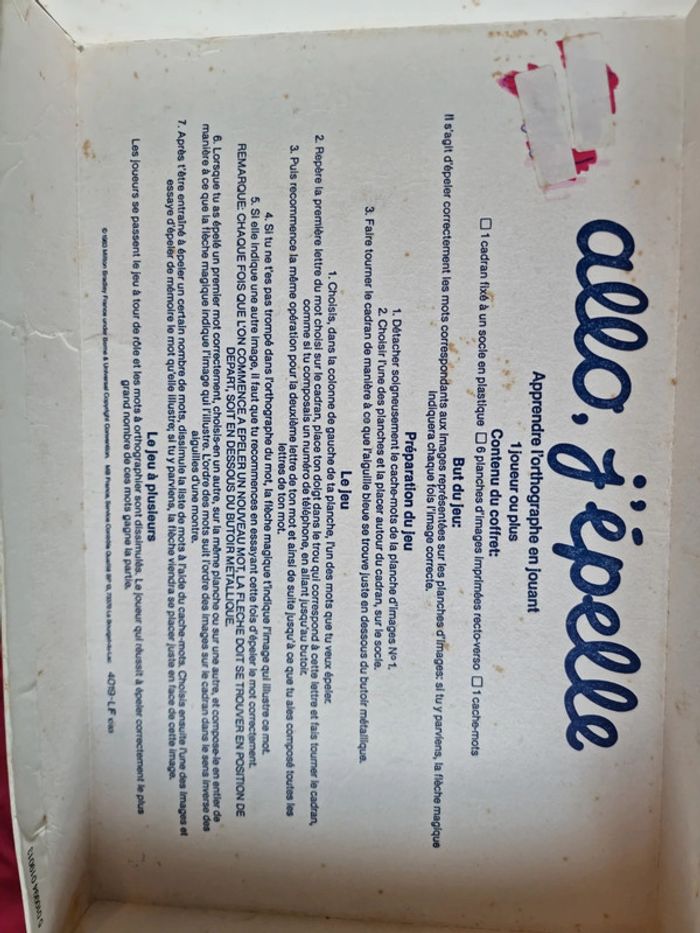 allo, j'épelle
Apprendre l'orthographe en jouant
1 joueur ou plus
Contenu du coffret:
☐ 1 cadran fixé à un socle en plastique ☐ 6 planches d'images imprimées recto-verso ☐ 1 cache-mots
But du jeu:
Il s'agit d'épeler correctement les mots correspondants aux images représentées sur les planches d'images: si tu y parviens, la flèche magique
indiquera chaque fois l'image correcte.
Préparation du jeu
1. Détacher soigneusement le cache-mots de la planche d'images N° 1.
2. Choisir l'une des planches et la placer autour du cadran, sur le socle.
3. Faire tourner le cadran de manière à ce que l'aiguille bleue se trouve juste en dessous du butoir métallique.
Le jeu
1. Choisis, dans la colonne de gauche de ta planche, l'un des mots que tu veux épeler.
2. Repère la première lettre du mot choisi sur le cadran, place ton doigt dans le trou qui correspond à cette lettre et fais tourner le cadran,
comme si tu composais un numéro de téléphone, en allant jusqu'au butoir.
3. Puis recommence la même opération pour la deuxième lettre de ton mot et ainsi de suite jusqu'à ce que tu aies composé toutes les
lettres de ton mot.
4. Si tu ne t'es pas trompé dans l'orthographe du mot, la flèche magique t'indique l'image qui illustre ce mot.
5. Si elle indique une autre image, il faut que tu recommences en essayant cette fois d'épeler le mot correctement.
REMARQUE: CHAQUE FOIS QUE L'ON COMMENCE A EPELER UN NOUVEAU MOT, LA FLECHE DOIT SE TROUVER EN POSITION DE
DEPART, SOIT EN DESSOUS DU BUTOIR METALLIQUE.
6. Lorsque tu as épelé un premier mot correctement, choisis-en un autre, sur la même planche ou sur une autre, et compose-le en entier de
manière à ce que la flèche magique indique l'image qui l'illustre. L'ordre des mots suit l'ordre des images sur le cadran dans le sens inverse des
aiguilles d'une montre.
7. Après t'être entraîné à épeler un certain nombre de mots, dissimule la liste de mots à l'aide du cache-mots. Choisis ensuite l'une des images et
essaye d'épeler de mémoire le mot qu'elle illustre; si tu y parviens, la flèche viendra se placer juste en face de cette image.
Le jeu à plusieurs
Les joueurs se passent le jeu à tour de rôle et les mots à orthographier sont dissimulés. Le joueur qui réussit à épeler correctement le plus
grand nombre de ces mots gagne la partie.
© 1983 Milton Bradley France under Berne & Universal Copyright Convention. MB France, Service Clientèle 4019-LF